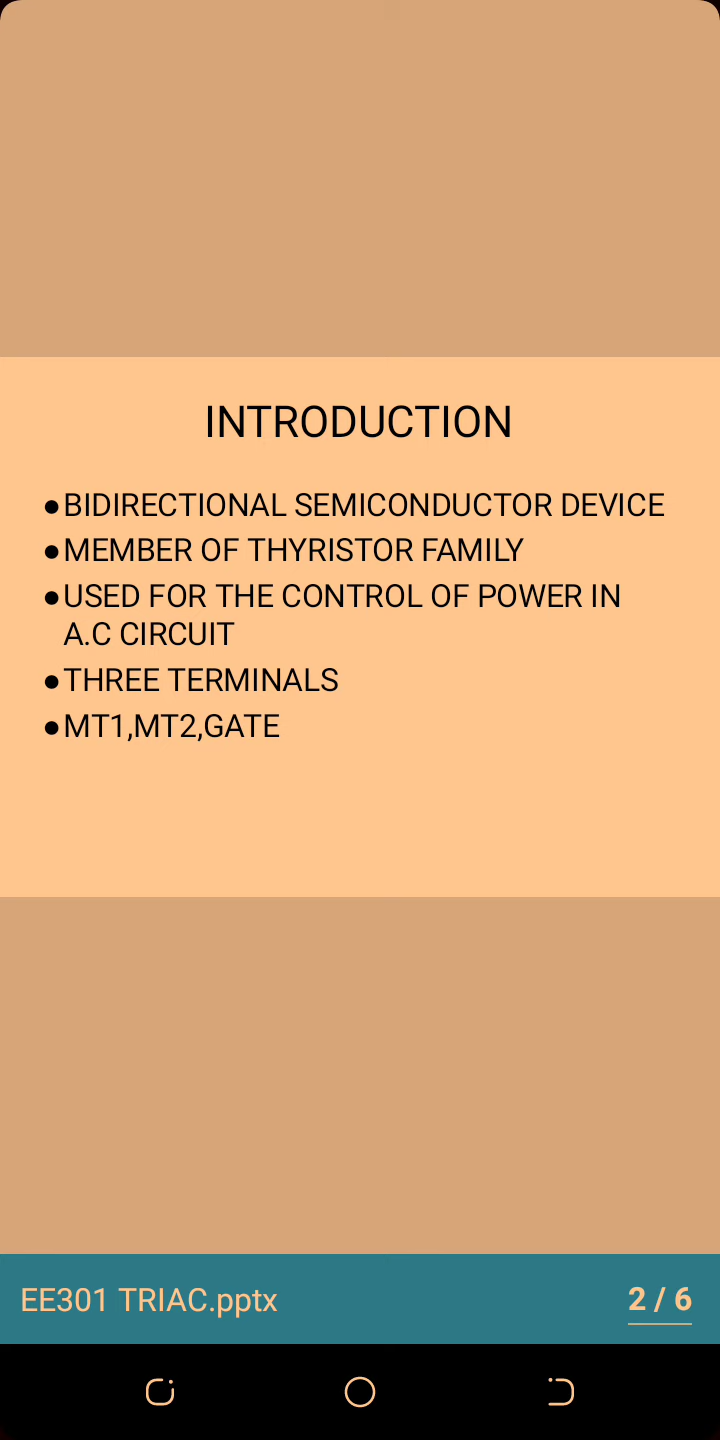 INTRODUCTION
●BIDIRECTIONAL SEMICONDUCTOR DEVICE
●MEMBER OF THYRISTOR FAMILY
●USED FOR THE CONTROL OF POWER IN
A.C CIRCUIT
●THREE TERMINALS
●MT1,MT2,GATE
EE301 TRIAC.pptx
2 / 6